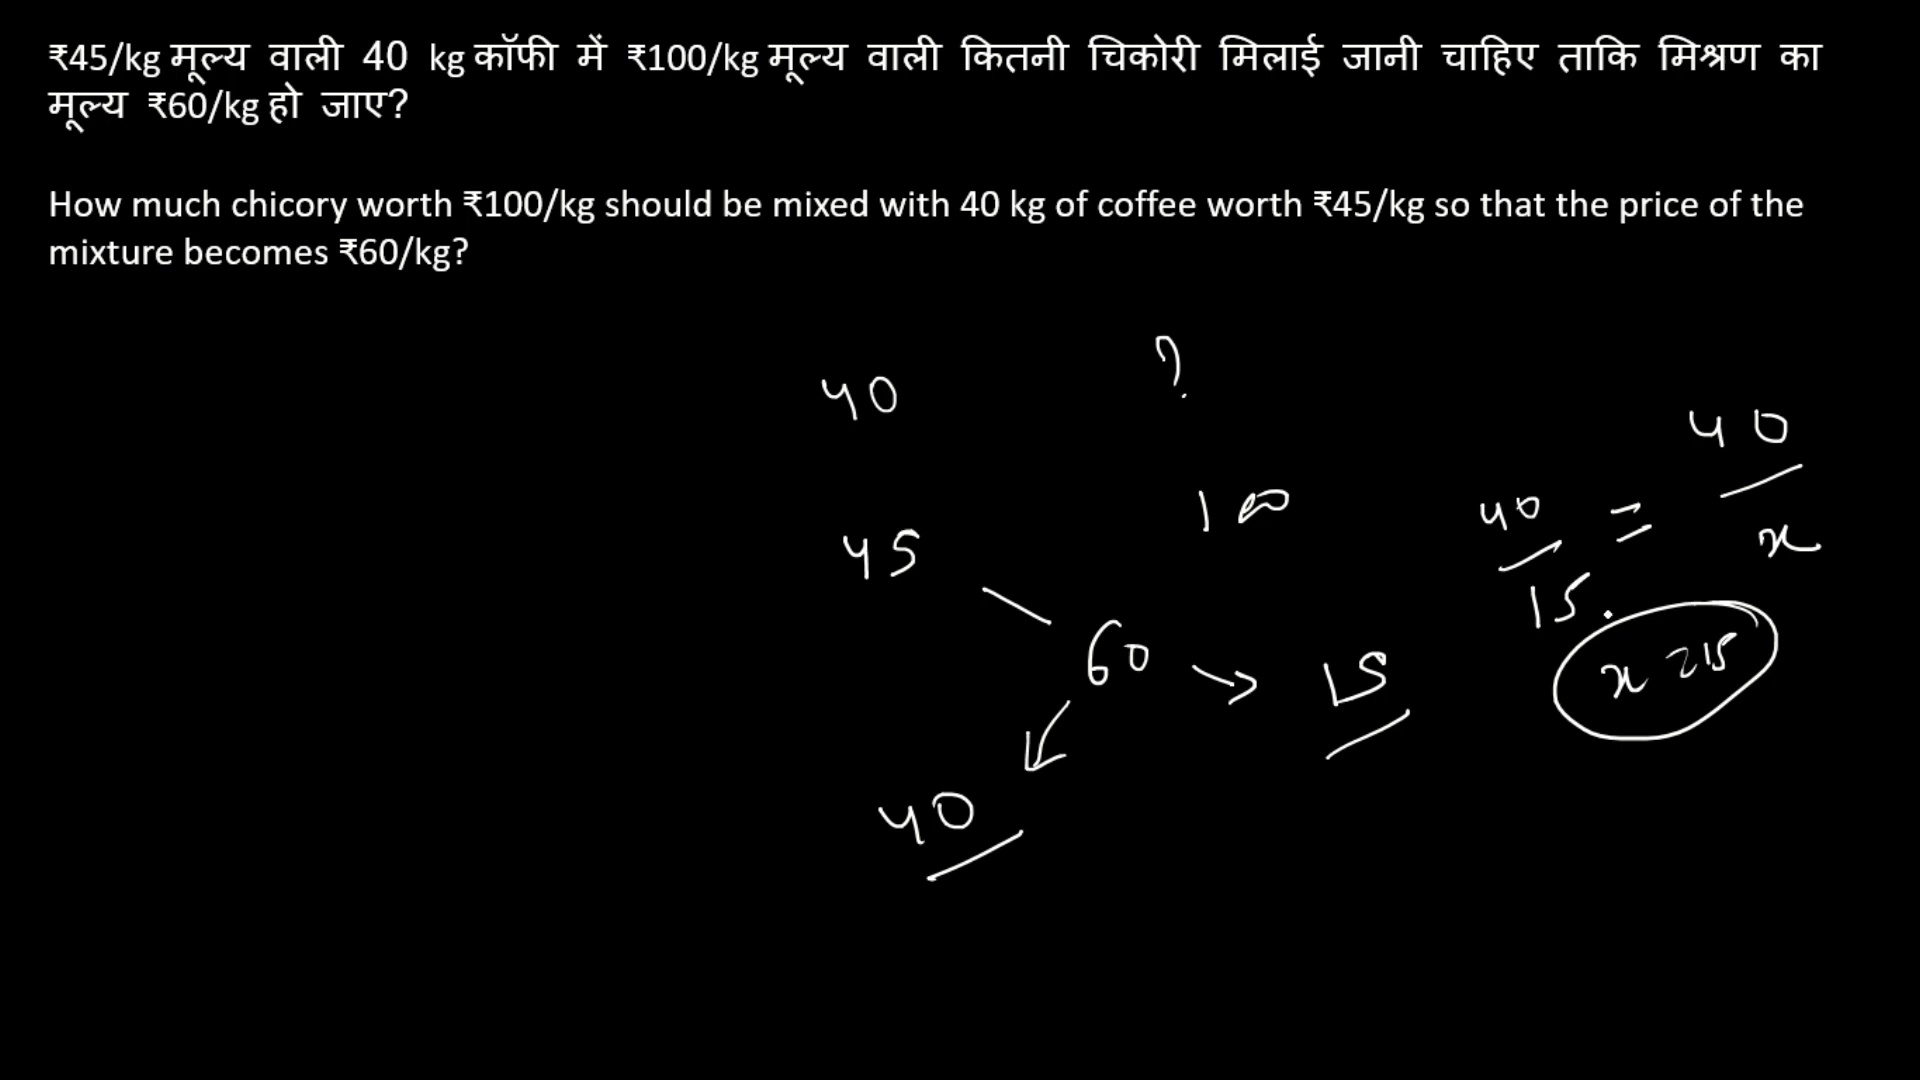 ₹45/kg मूल्य वाली 40 kg कॉफी में ₹100/kg मूल्य वाली कितनी चिकोरी मिलाई जानी चाहिए ताकि मिश्रण का
मूल्य ₹60/kg हो जाए?
How much chicory worth ₹100/kg should be mixed with 40 kg of coffee worth ₹45/kg so that the price of the
mixture becomes ₹60/kg?
40 ?
45 100
60 → 15
40
40/15 = 40/x
x = 15